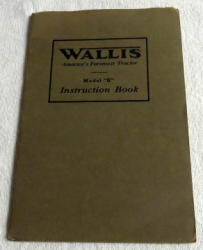 WALLIS
America's Foremost Tractor
Model "K"
Instruction Book